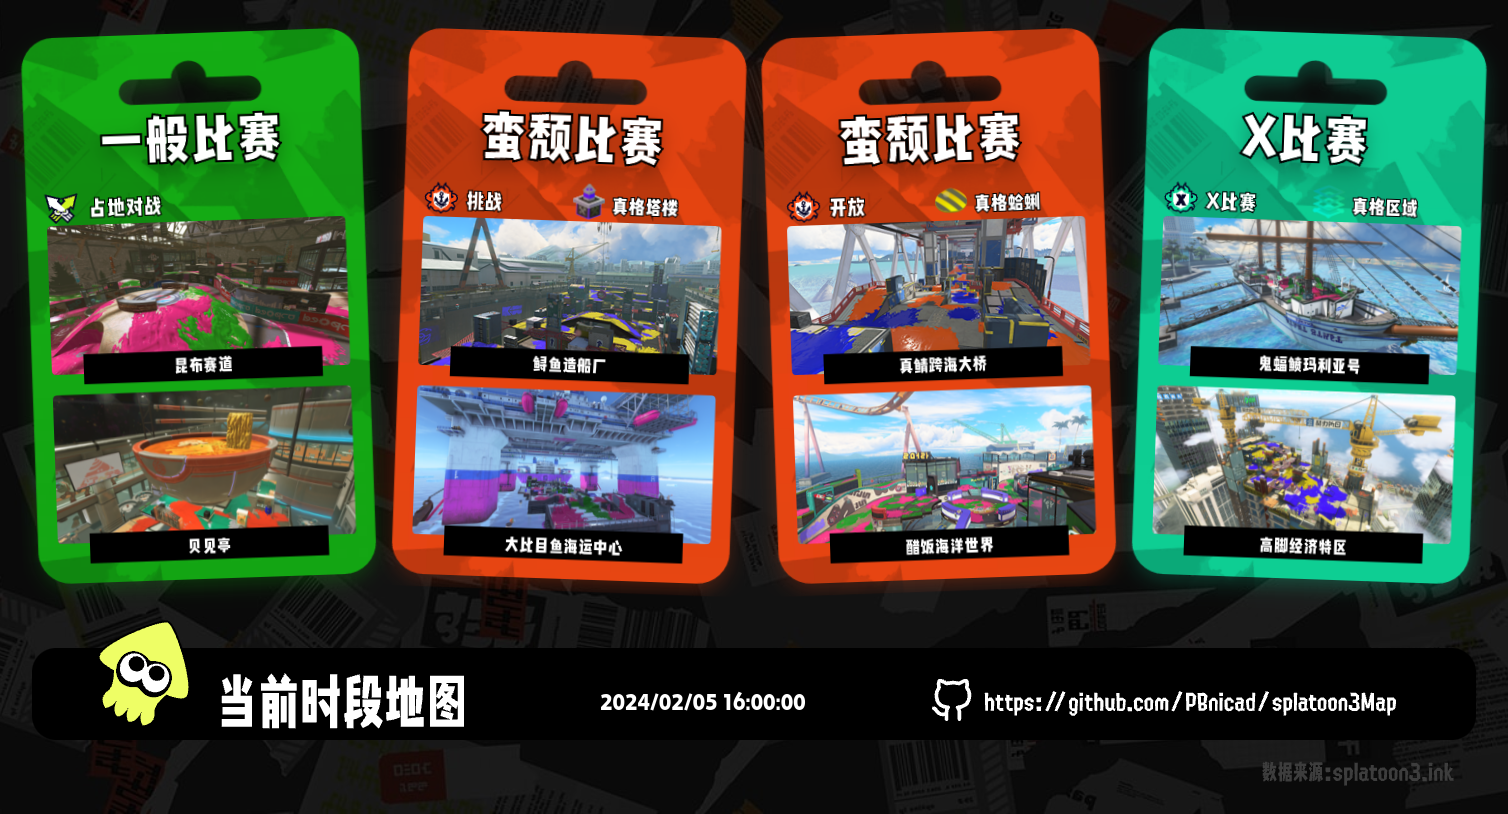 一般比赛
占地对战
昆布赛道
贝见亭
蛮颓比赛
挑战
真格塔楼
鲟鱼造船厂
大比目鱼海运中心
蛮颓比赛
开放
真格蛤蜊
真鲷跨海大桥
醋饭海洋世界
X比赛
X比赛
真格区域
鬼蝠鲼玛利亚号
高脚经济特区
当前时段地图
2024/02/05 16:00:00
https://github.com/PBnicad/splatoon3Map
数据来源:splatoon3.ink